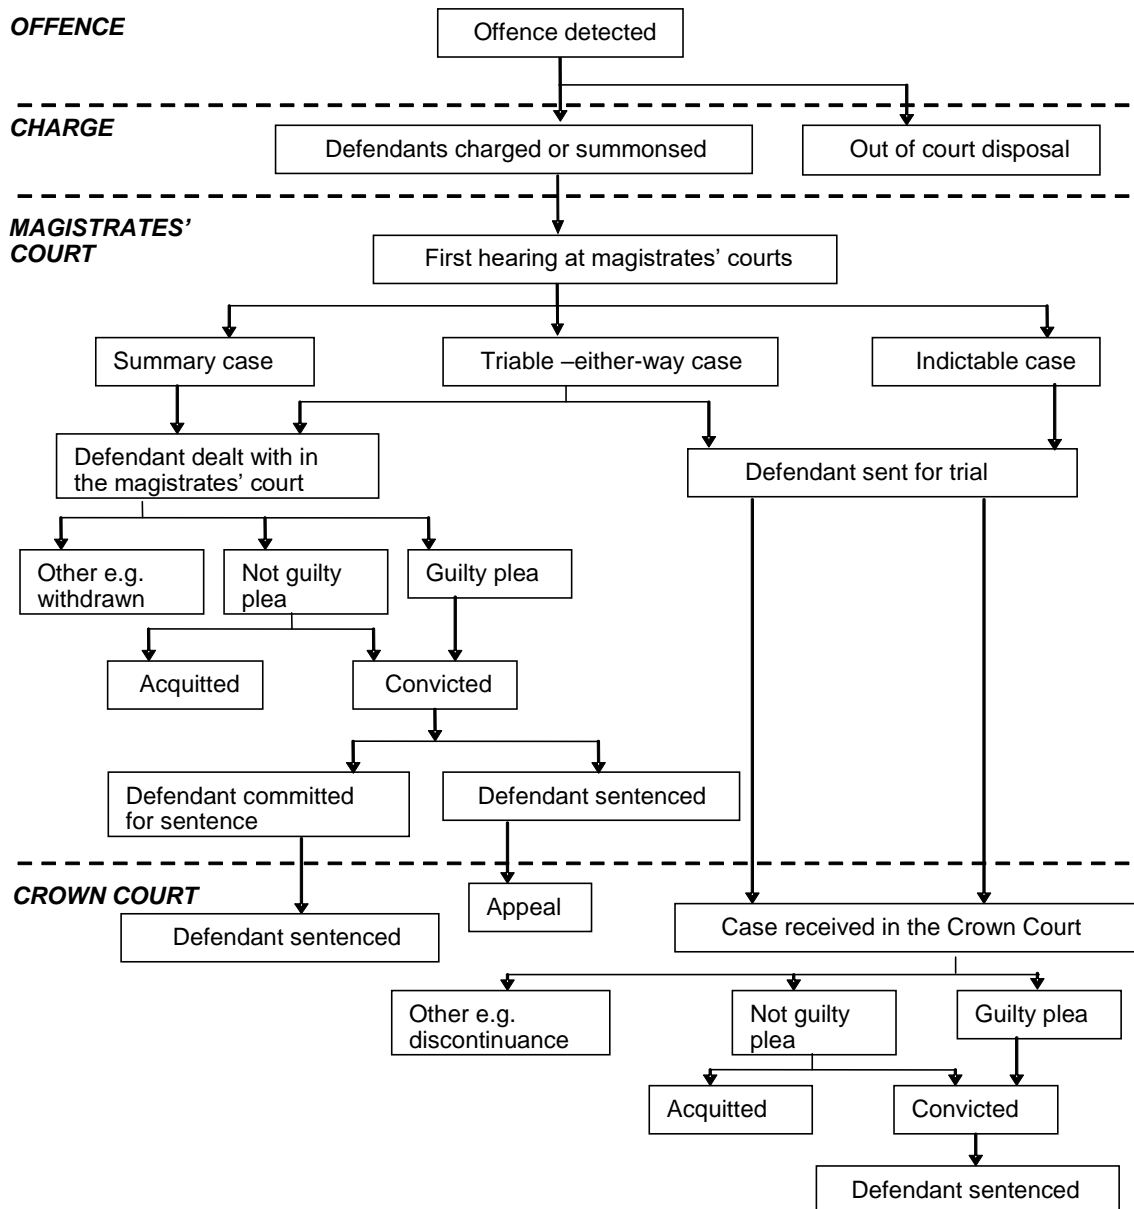 OFFENCE
Offence detected
CHARGE
Defendants charged or summonsed
Out of court disposal
MAGISTRATES’
COURT
First hearing at magistrates’ courts
Summary case
Triable –either-way case
Indictable case
Defendant dealt with in
the magistrates’ court
Defendant sent for trial
Other e.g.
withdrawn
Not guilty
plea
Guilty plea
Acquitted
Convicted
Defendant committed
for sentence
Defendant sentenced
CROWN COURT
Appeal
Defendant sentenced
Case received in the Crown Court
Other e.g.
discontinuance
Not guilty
plea
Guilty plea
Acquitted
Convicted
Defendant sentenced